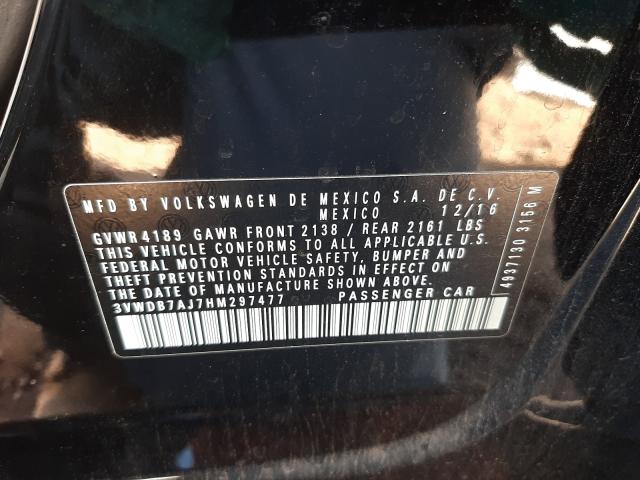 MFD BY VOLKSWAGEN DE MEXICO S.A. DE C.V.
MEXICO 12/16
GVWR4189 GAWR FRONT 2138 / REAR 2161 LBS
THIS VEHICLE CONFORMS TO ALL APPLICABLE U.S.
FEDERAL MOTOR VEHICLE SAFETY, BUMPER AND
THEFT PREVENTION STANDARDS IN EFFECT ON
THE DATE OF MANUFACTURE SHOWN ABOVE.
3VWDB7AJ7HM297477 PASSENGER CAR
4937130 3156 M